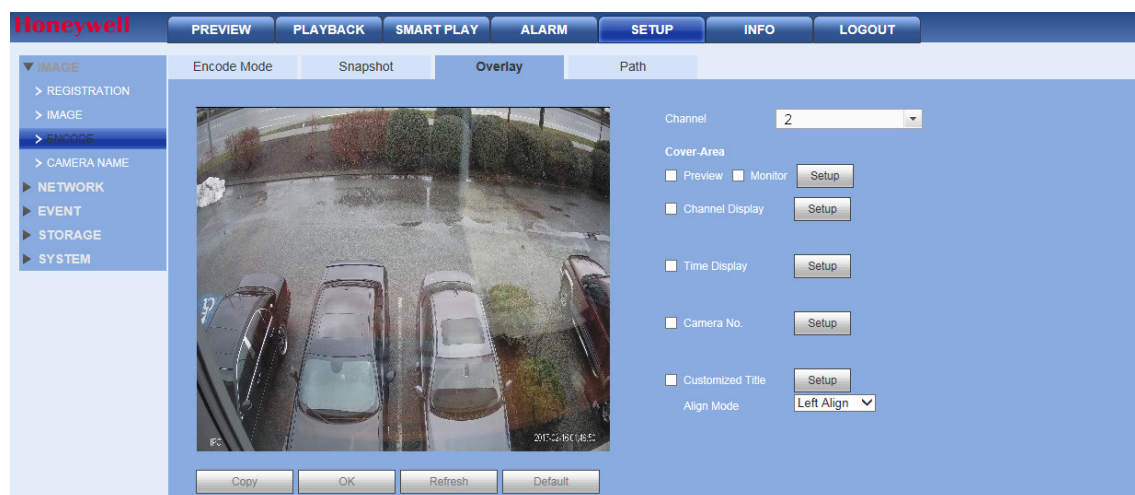 Honeywell
PREVIEW PLAYBACK SMART PLAY ALARM SETUP INFO LOGOUT
IMAGE
> REGISTRATION
> IMAGE
> ENCODE
> CAMERA NAME
NETWORK
EVENT
STORAGE
SYSTEM
Encode Mode Snapshot Overlay Path
IPC
Channel 2
Cover-Area
Preview Monitor Setup
Channel Display Setup
Time Display Setup
Camera No. Setup
Customized Title Setup
Align Mode Left Align
Copy OK Refresh Default